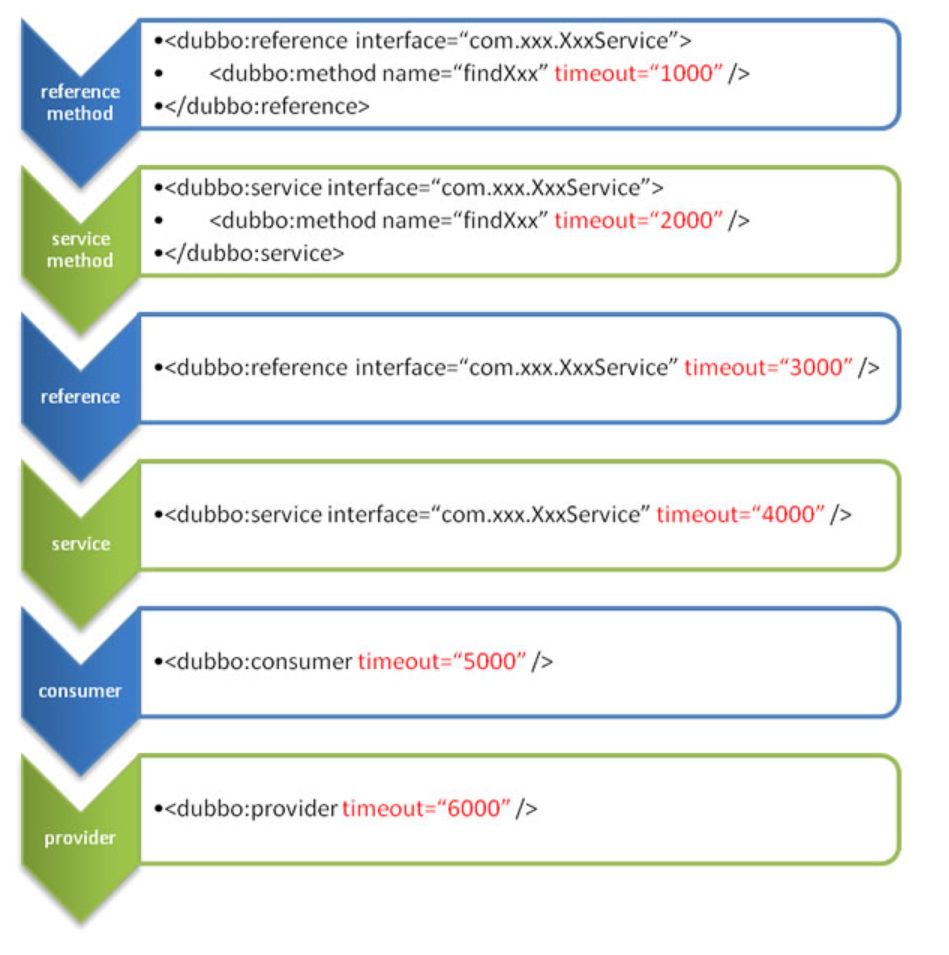 reference
method
•<dubbo:reference interface=“com.xxx.XxxService”>
• <dubbo:method name=“findXxx” timeout=“1000” />
•</dubbo:reference>
service
method
•<dubbo:service interface=“com.xxx.XxxService”>
• <dubbo:method name=“findXxx” timeout=“2000” />
•</dubbo:service>
reference
•<dubbo:reference interface=“com.xxx.XxxService” timeout=“3000” />
service
•<dubbo:service interface=“com.xxx.XxxService” timeout=“4000” />
consumer
•<dubbo:consumer timeout=“5000” />
provider
•<dubbo:provider timeout=“6000” />